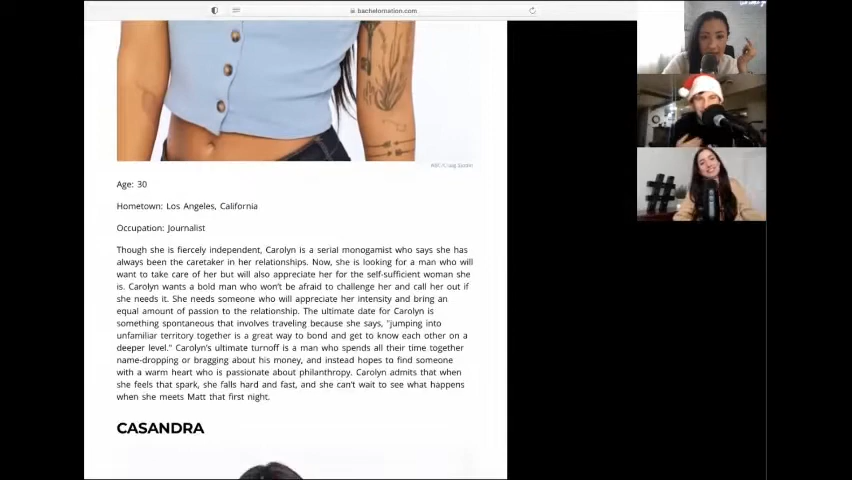 bachelornation.com
Age: 30
Hometown: Los Angeles, California
Occupation: Journalist
Though she is fiercely independent, Carolyn is a serial monogamist who says she has
always been the caretaker in her relationships. Now, she is looking for a man who will
want to take care of her but will also appreciate her for the self-sufficient woman she
is. Carolyn wants a bold man who won't be afraid to challenge her and call her out if
she needs it. She needs someone who will appreciate her intensity and bring an
equal amount of passion to the relationship. The ultimate date for Carolyn is
something spontaneous that involves traveling because she says, "jumping into
unfamiliar territory together is a great way to bond and get to know each other on a
deeper level." Carolyn's ultimate turnoff is a man who spends all their time together
name-dropping or bragging about his money, and instead hopes to find someone
with a warm heart who is passionate about philanthropy. Carolyn admits that when
she feels that spark, she falls hard and fast, and she can't wait to see what happens
when she meets Matt that first night.
CASANDRA